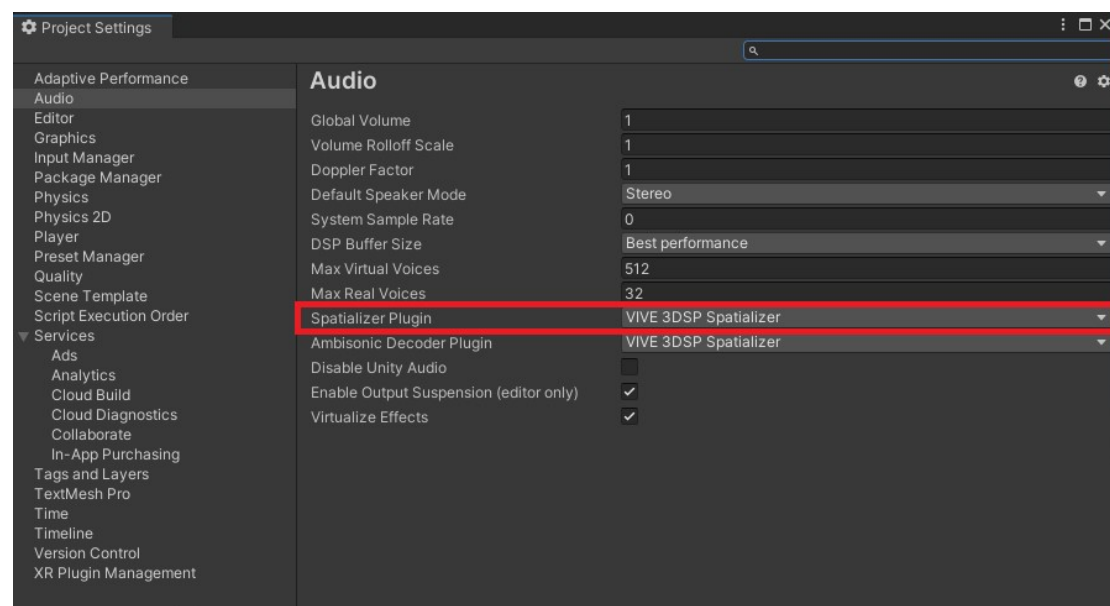 Project Settings
Adaptive Performance
Audio
Editor
Graphics
Input Manager
Package Manager
Physics
Physics 2D
Player
Preset Manager
Quality
Scene Template
Script Execution Order
Services
Ads
Analytics
Cloud Build
Cloud Diagnostics
Collaborate
In-App Purchasing
Tags and Layers
TextMesh Pro
Time
Timeline
Version Control
XR Plugin Management
Audio
Global Volume 1
Volume Rolloff Scale 1
Doppler Factor 1
Default Speaker Mode Stereo
System Sample Rate 0
DSP Buffer Size Best performance
Max Virtual Voices 512
Max Real Voices 32
Spatializer Plugin VIVE 3DSP Spatializer
Ambisonic Decoder Plugin VIVE 3DSP Spatializer
Disable Unity Audio
Enable Output Suspension (editor only)
Virtualize Effects